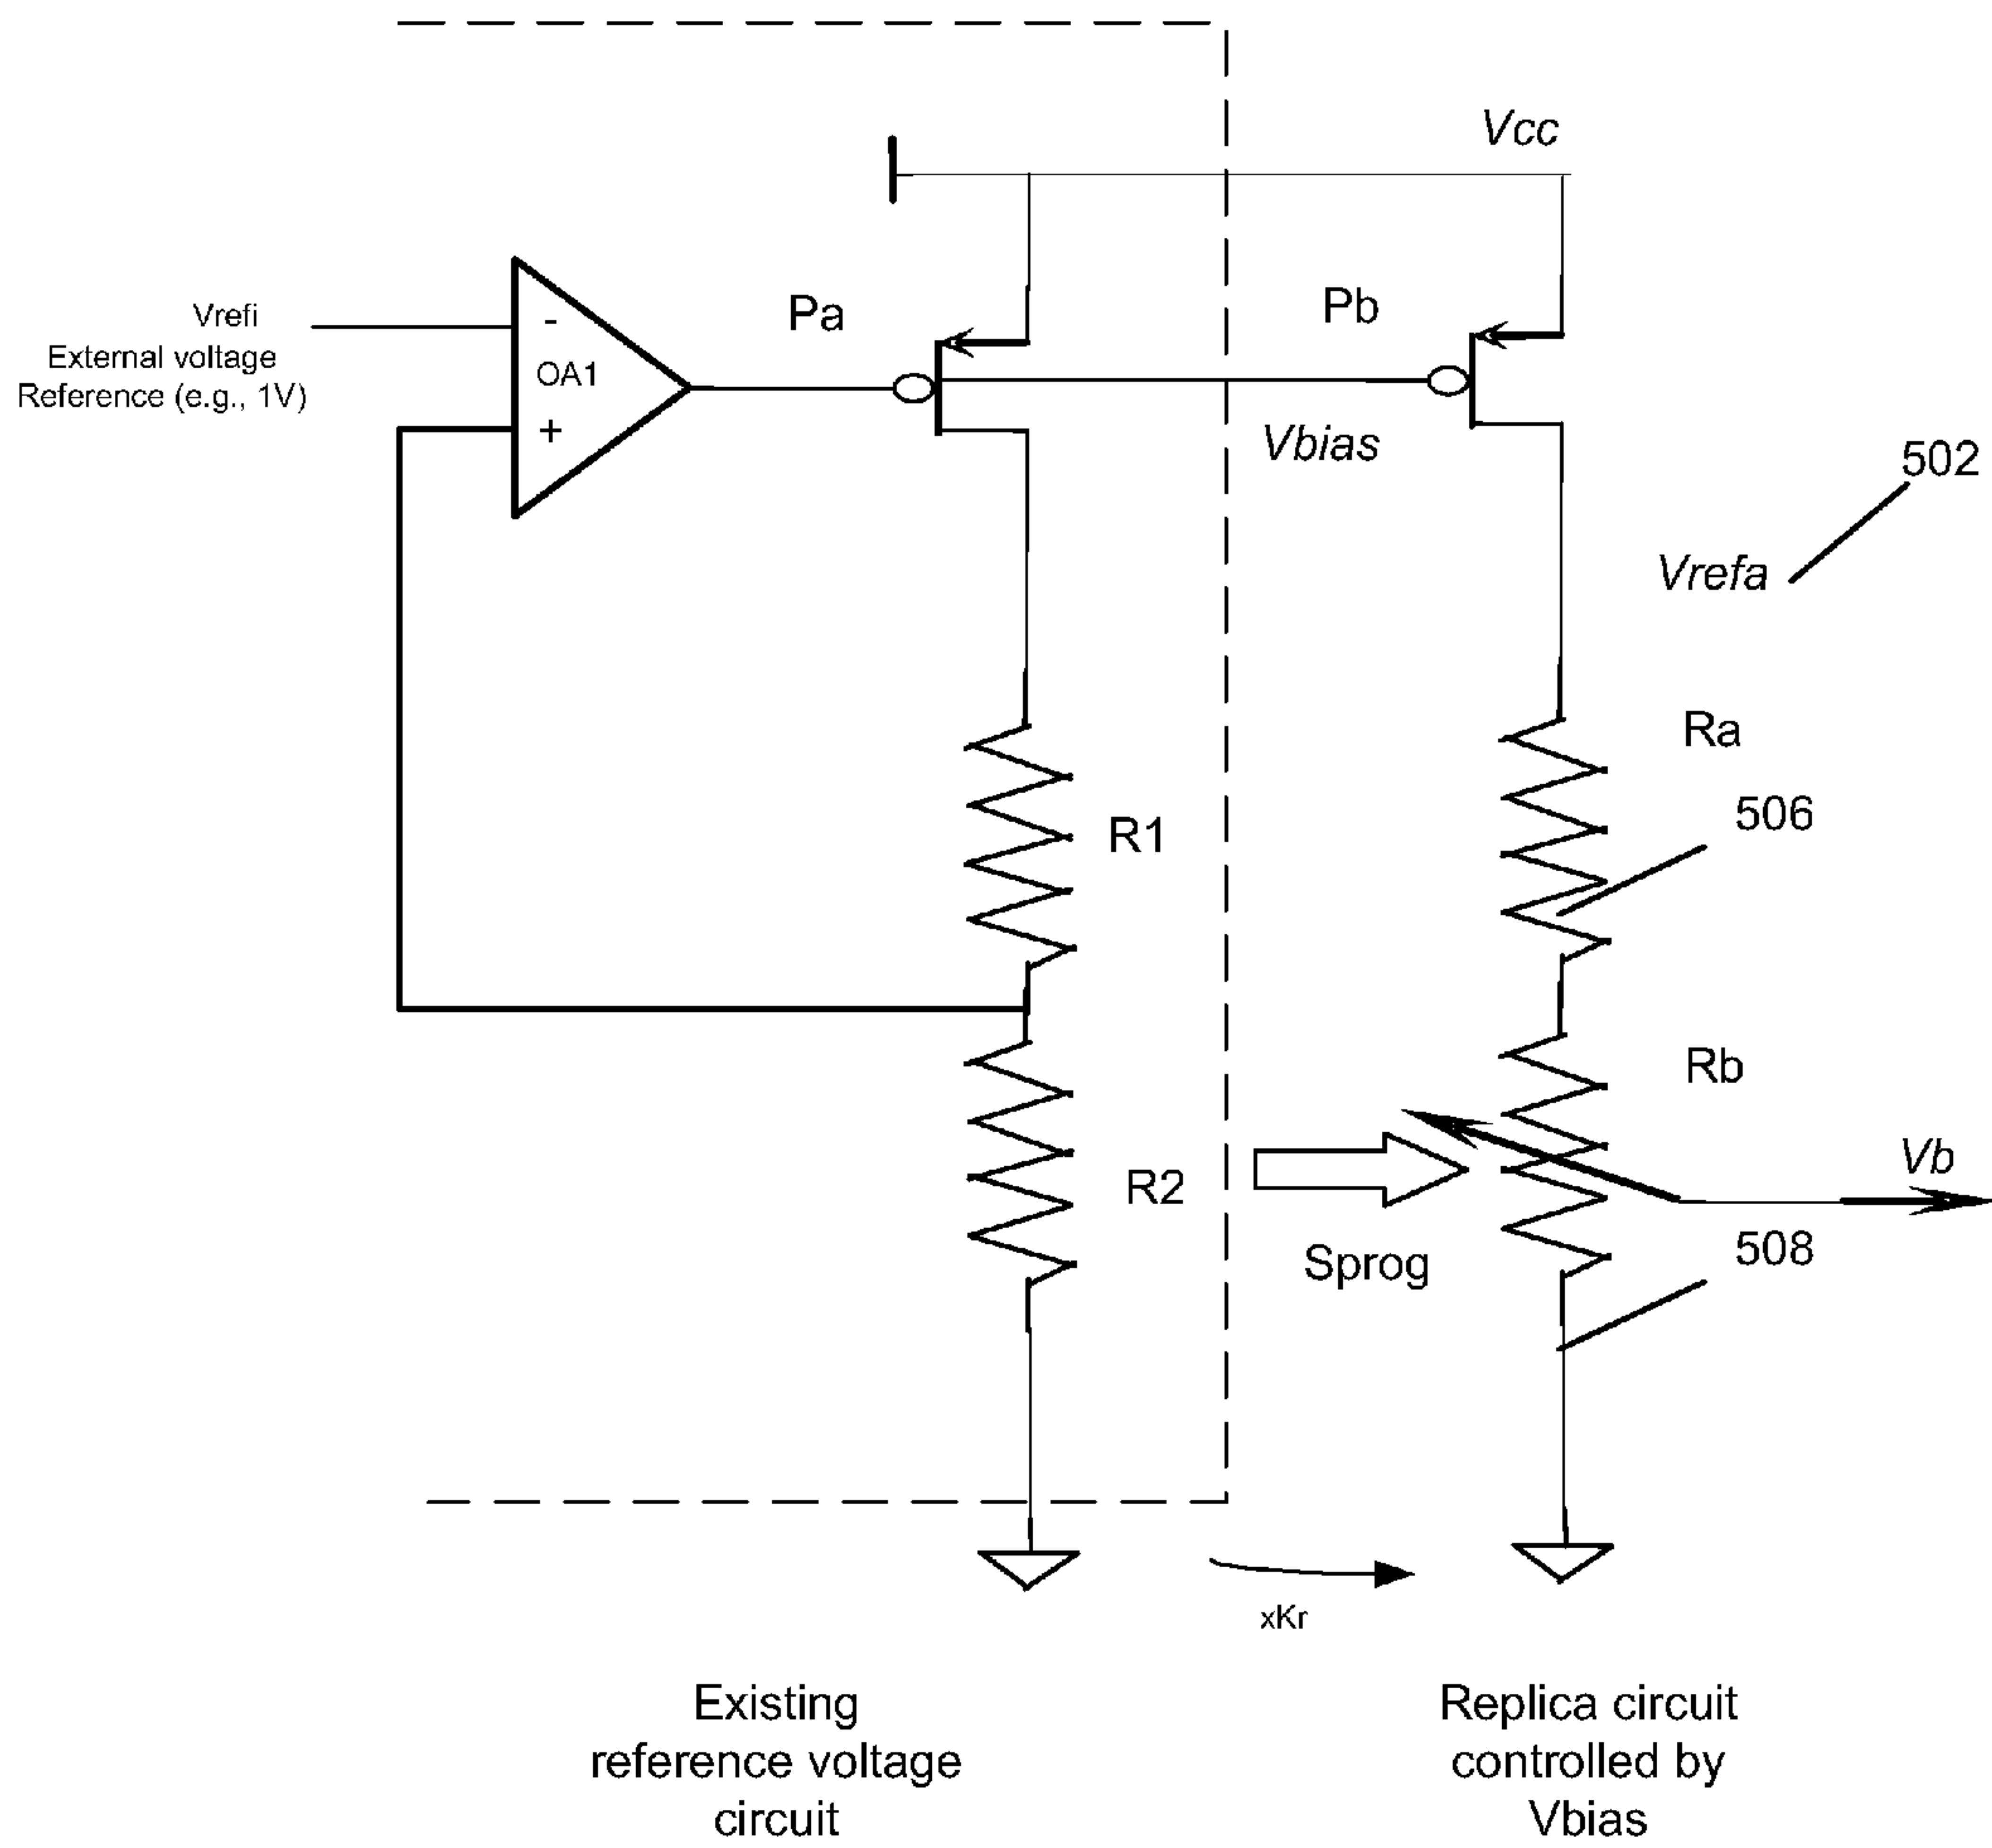 Vcc
Vrefi
External voltage
Reference (e.g., 1V)
-
OA1
+
Pa
Pb
Vbias
502
Vrefa
Ra
506
R1
Rb
R2
Vb
Sprog
508
xKr
Existing
reference voltage
circuit
Replica circuit
controlled by
Vbias